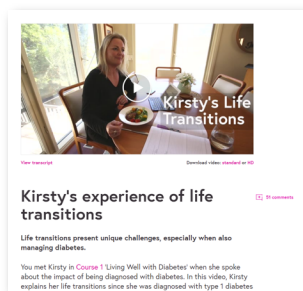 Kirsty's Life
Transitions
View transcript
Download video: standard or HD
Kirsty's experience of life
transitions
51 comments
Life transitions present unique challenges, especially when also
managing diabetes.
You met Kirsty in Course 1 'Living Well with Diabetes' when she spoke
about the impact of being diagnosed with diabetes. In this video, Kirsty
explains her life transitions since she was diagnosed with type 1 diabetes